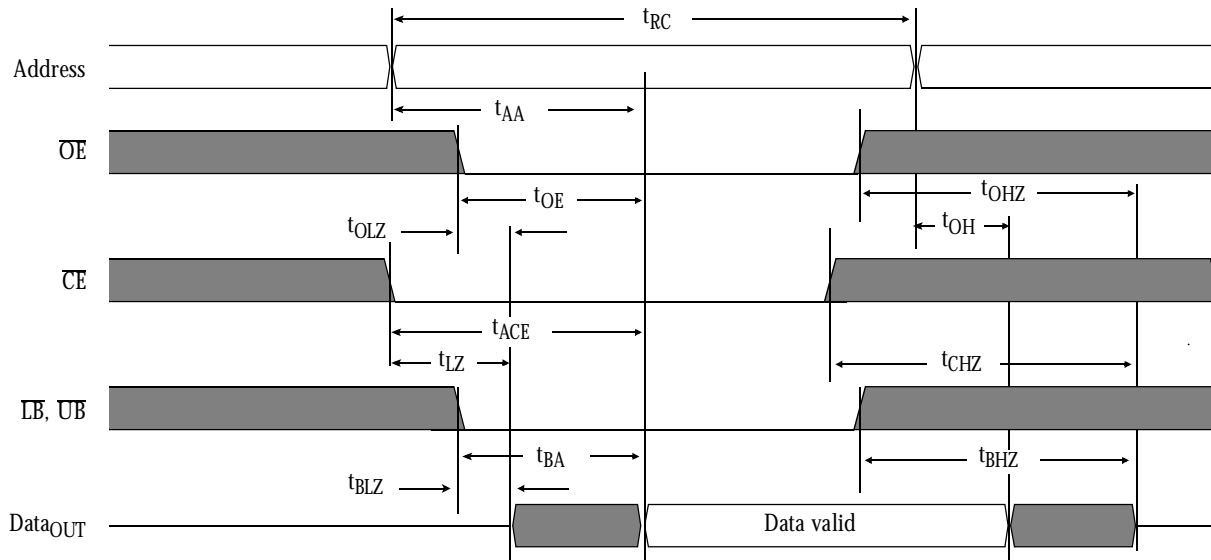 tRC
Address
tAA
OE
tOE
tOHZ
tOLZ
tOH
CE
tACE
tLZ
tCHZ
LB, UB
tBA
tBHZ
tBLZ
DataOUT
Data valid